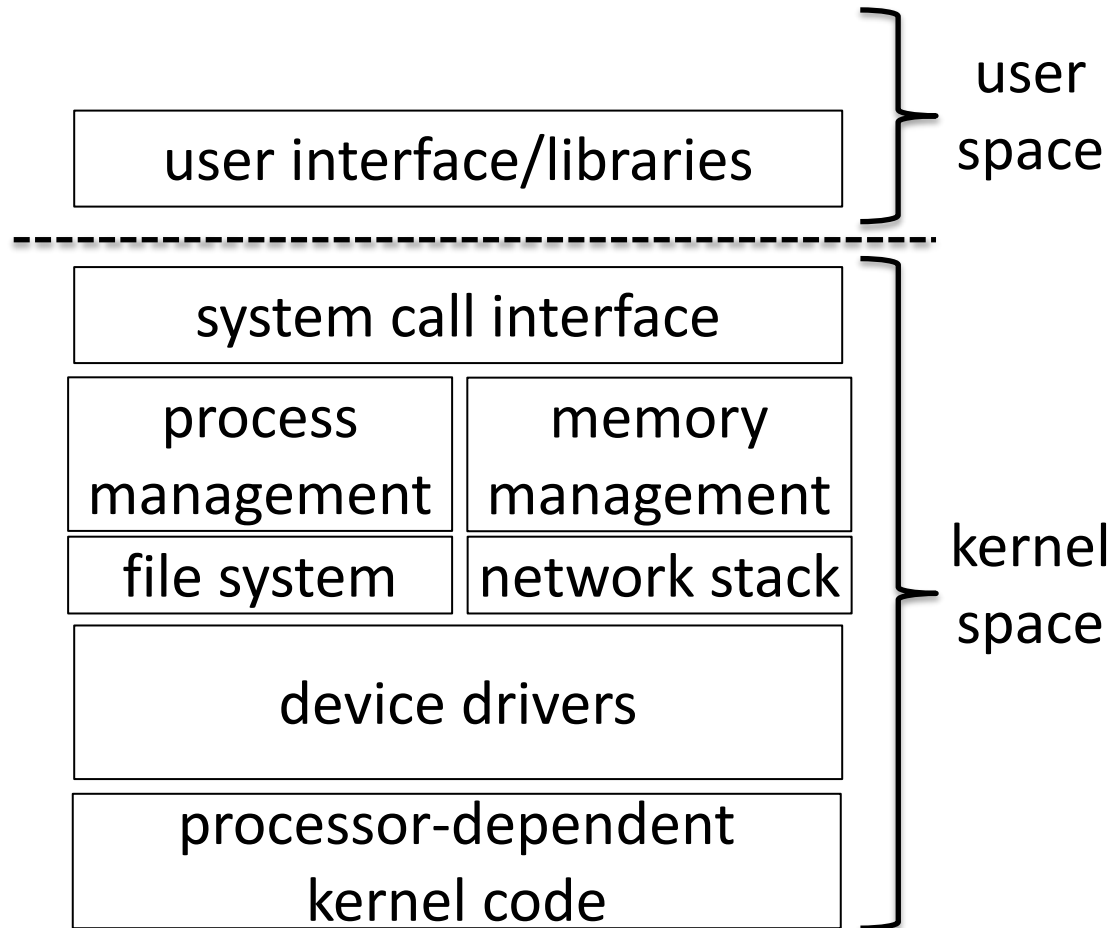 user
space
user interface/libraries
system call interface
process
management
memory
management
file system
network stack
kernel
space
device drivers
processor-dependent
kernel code